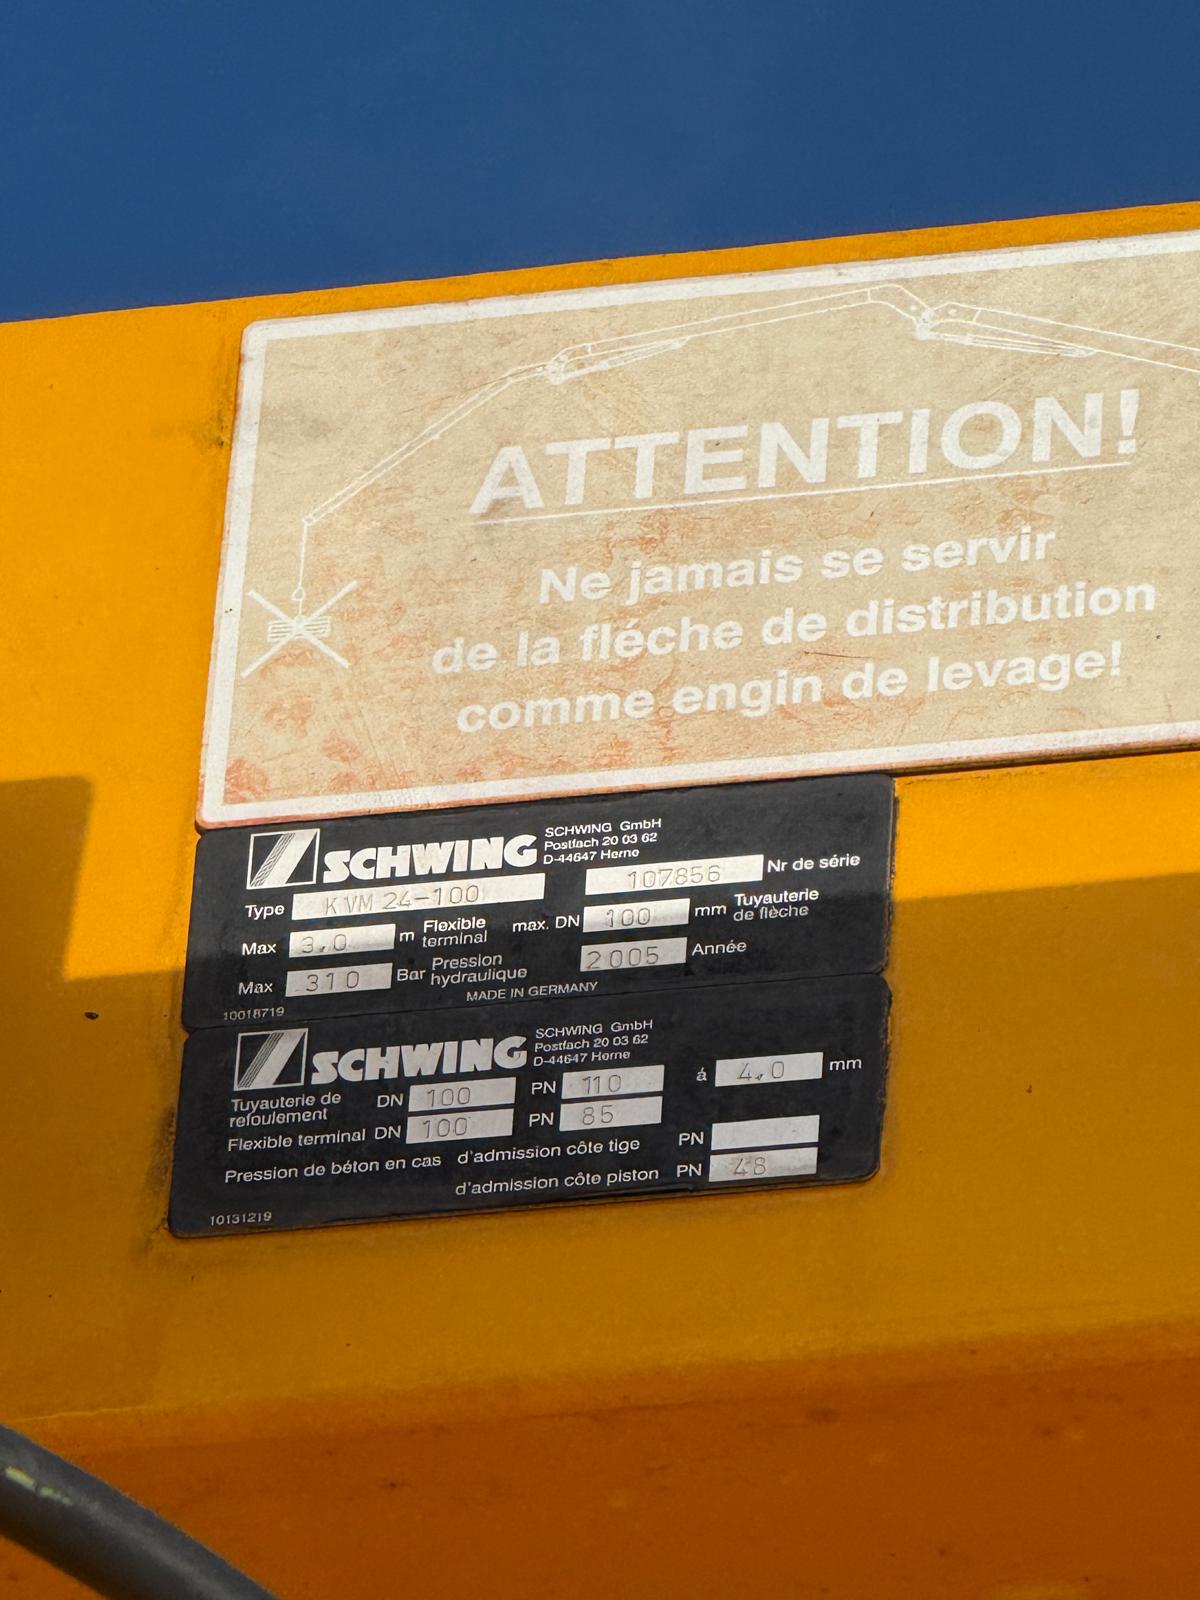 ATTENTION!
Ne jamais se servir
de la fléche de distribution
comme engin de levage!
SCHWING
SCHWING GmbH
Postfach 20 03 62
D-44647 Herne
Type KVM 24-100 107856 Nr de série
Max 3,0 m Flexible terminal max. DN 100 mm Tuyauterie de flèche
Max 310 Bar Pression hydraulique 2005 Année
MADE IN GERMANY
10018719
SCHWING
SCHWING GmbH
Postfach 20 03 62
D-44647 Herne
Tuyauterie de refoulement DN 100 PN 110 á 4,0 mm
Flexible terminal DN 100 PN 85
Pression de béton en cas d'admission côte tige PN
d'admission côte piston PN 48
10131219